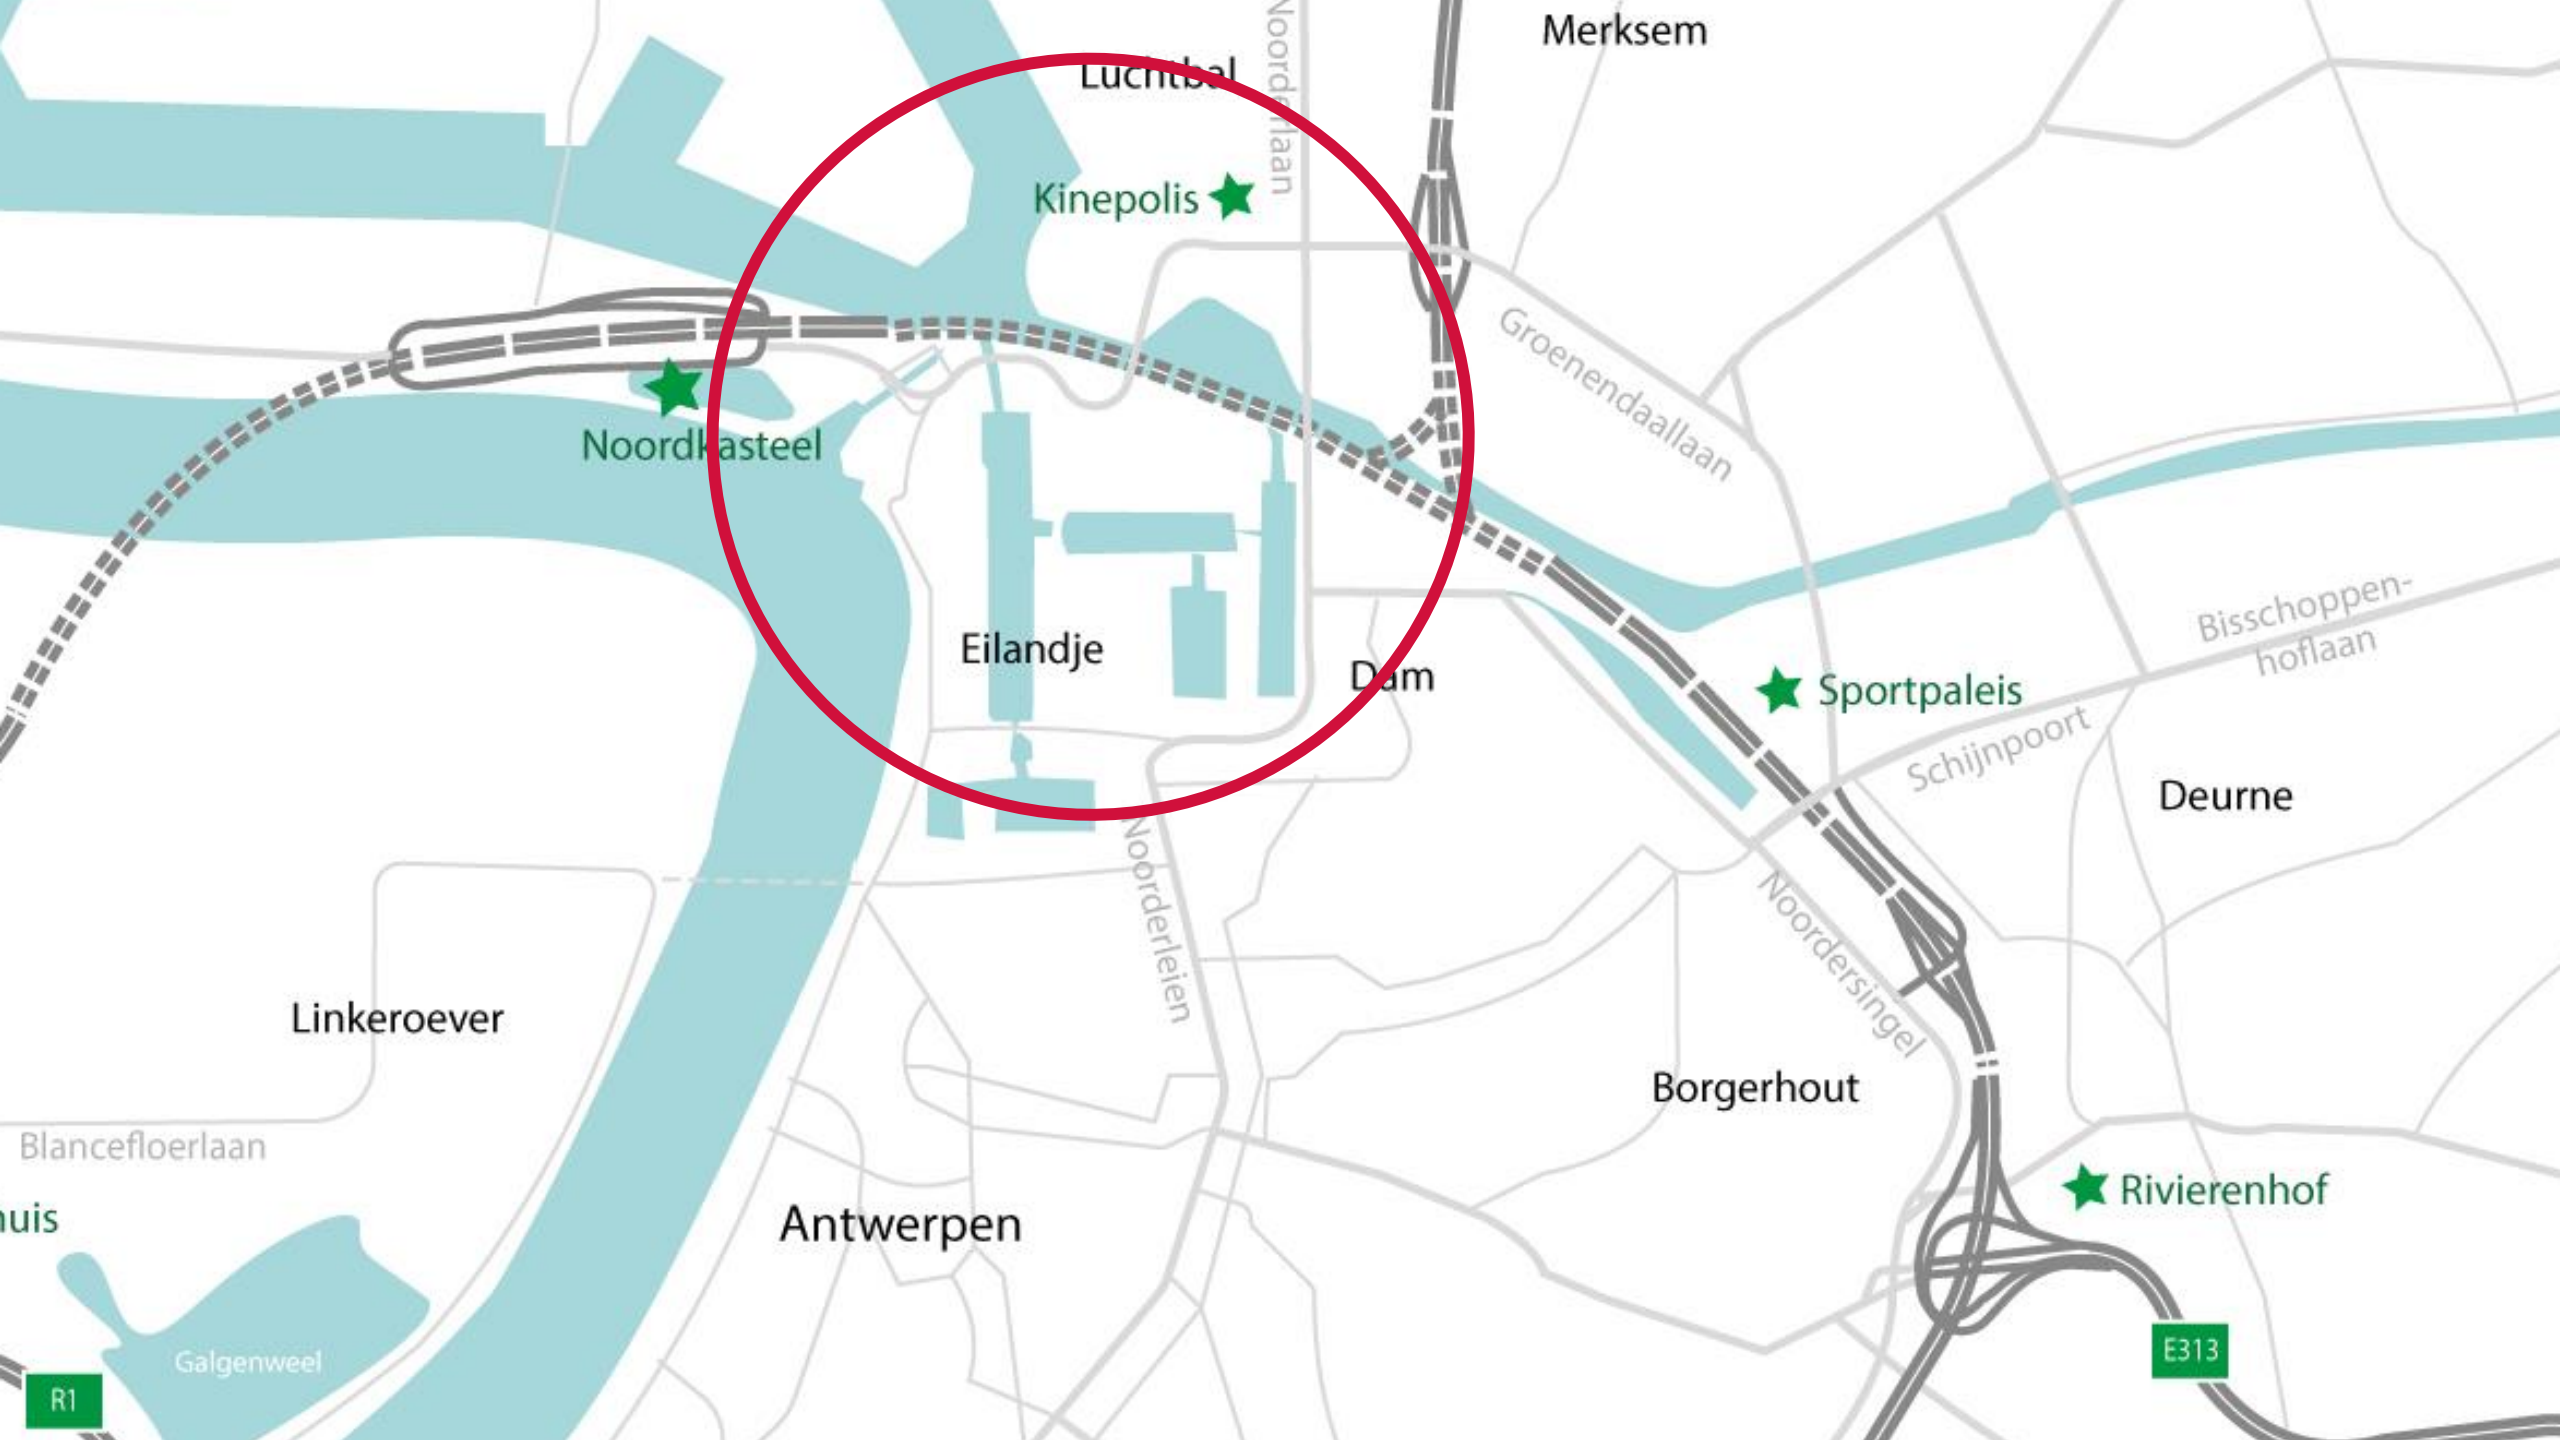 Merksem
Luchtbal
Noorderlaan
Kinepolis
Groenendaallaan
Noordkasteel
Bisschoppen-
hoflaan
Eilandje
Dam
Sportpaleis
Schijnpoort
Deurne
Noorderleien
Noordersingel
Linkeroever
Borgerhout
Blancefloerlaan
Rivierenhof
Antwerpen
Galgenweel
E313
R1